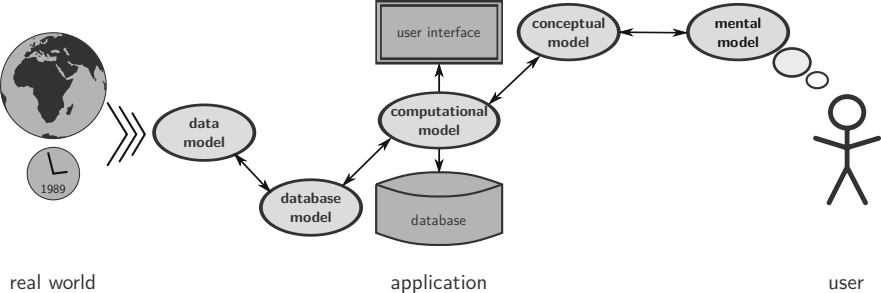 user interface
conceptual
model
mental
model
data
model
computational
model
1989
database
model
database
real world
application
user